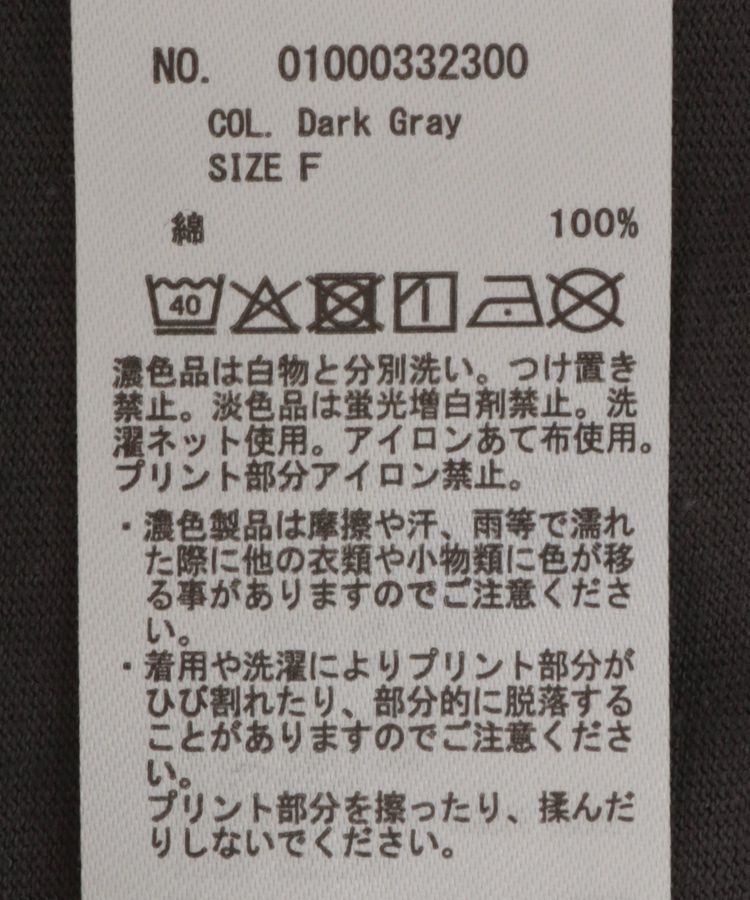 NO. 01000332300
COL. Dark Gray
SIZE F
綿 100%
40
濃色品は白物と分別洗い。つけ置き
禁止。淡色品は蛍光増白剤禁止。洗
濯ネット使用。アイロンあて布使用。
プリント部分アイロン禁止。
・濃色製品は摩擦や汗、雨等で濡れ
た際に他の衣類や小物類に色が移
る事がありますのでご注意くださ
い。
・着用や洗濯によりプリント部分が
ひび割れたり、部分的に脱落する
ことがありますのでご注意くださ
い。
プリント部分を擦ったり、揉んだ
りしないでください。